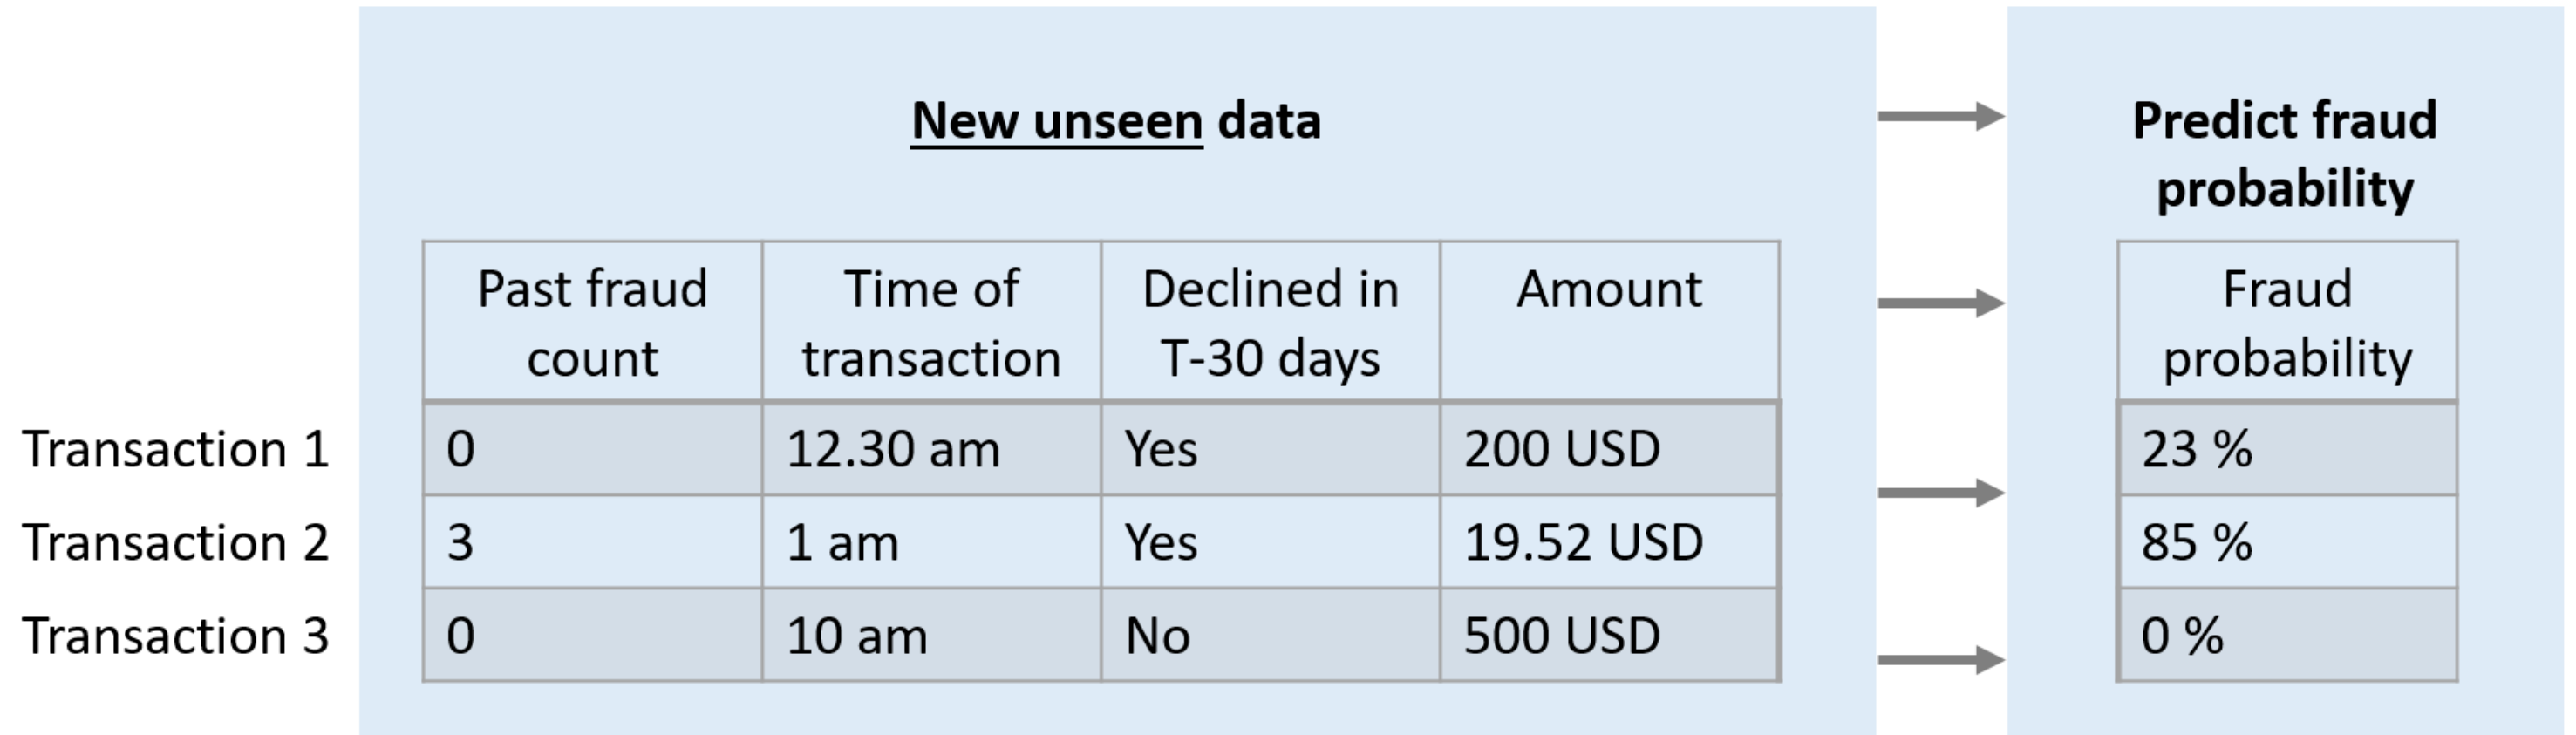 New unseen data
Predict fraud
probability
Past fraud
count
Time of
transaction
Declined in
T-30 days
Amount
Fraud
probability
Transaction 1
0
12.30 am
Yes
200 USD
23 %
Transaction 2
3
1 am
Yes
19.52 USD
85 %
Transaction 3
0
10 am
No
500 USD
0 %